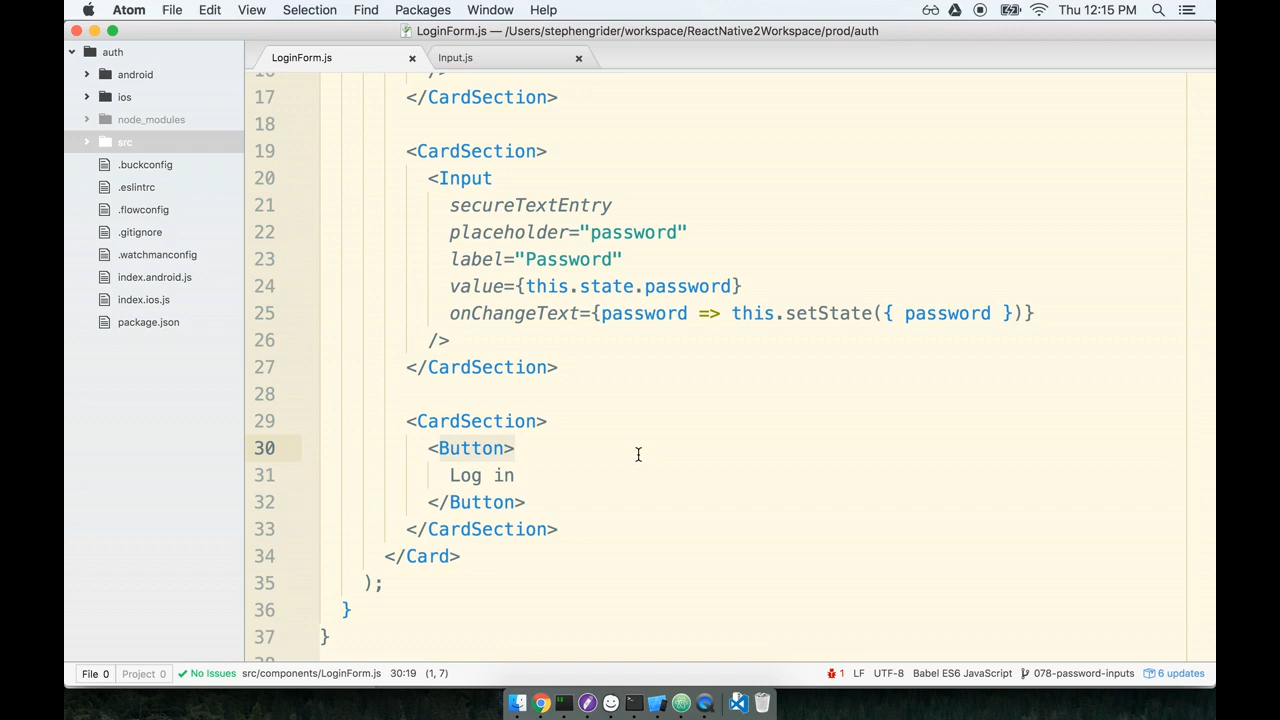 Atom File Edit View Selection Find Packages Window Help Thu 12:15 PM
LoginForm.js — /Users/stephengrider/workspace/ReactNative2Workspace/prod/auth
auth
android
ios
node_modules
src
.buckconfig
.eslintrc
.flowconfig
.gitignore
.watchmanconfig
index.android.js
index.ios.js
package.json
LoginForm.js Input.js
17 </CardSection>
18
19 <CardSection>
20 <Input
21 secureTextEntry
22 placeholder="password"
23 label="Password"
24 value={this.state.password}
25 onChangeText={password => this.setState({ password })}
26 />
27 </CardSection>
28
29 <CardSection>
30 <Button>
31 Log in
32 </Button>
33 </CardSection>
34 </Card>
35 );
36 }
37 }
File 0 Project 0 No Issues src/components/LoginForm.js 30:19 (1, 7) 1 LF UTF-8 Babel ES6 JavaScript 078-password-inputs 6 updates